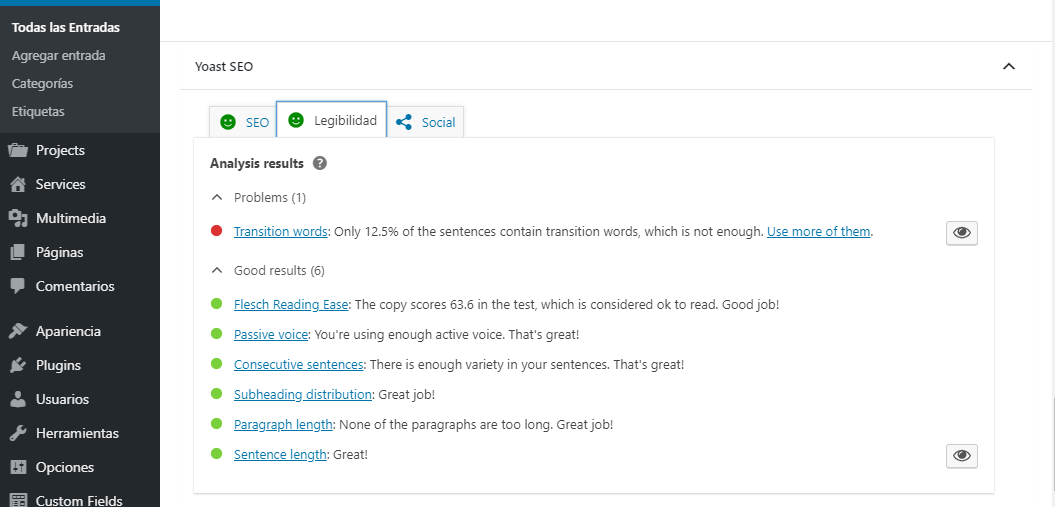 Todas las Entradas
Agregar entrada
Categorías
Etiquetas
Projects
Services
Multimedia
Páginas
Comentarios
Apariencia
Plugins
Usuarios
Herramientas
Opciones
Custom Fields
Yoast SEO
SEO
Legibilidad
Social
Analysis results ?
Problems (1)
Transition words: Only 12.5% of the sentences contain transition words, which is not enough. Use more of them.
Good results (6)
Flesch Reading Ease: The copy scores 63.6 in the test, which is considered ok to read. Good job!
Passive voice: You're using enough active voice. That's great!
Consecutive sentences: There is enough variety in your sentences. That's great!
Subheading distribution: Great job!
Paragraph length: None of the paragraphs are too long. Great job!
Sentence length: Great!